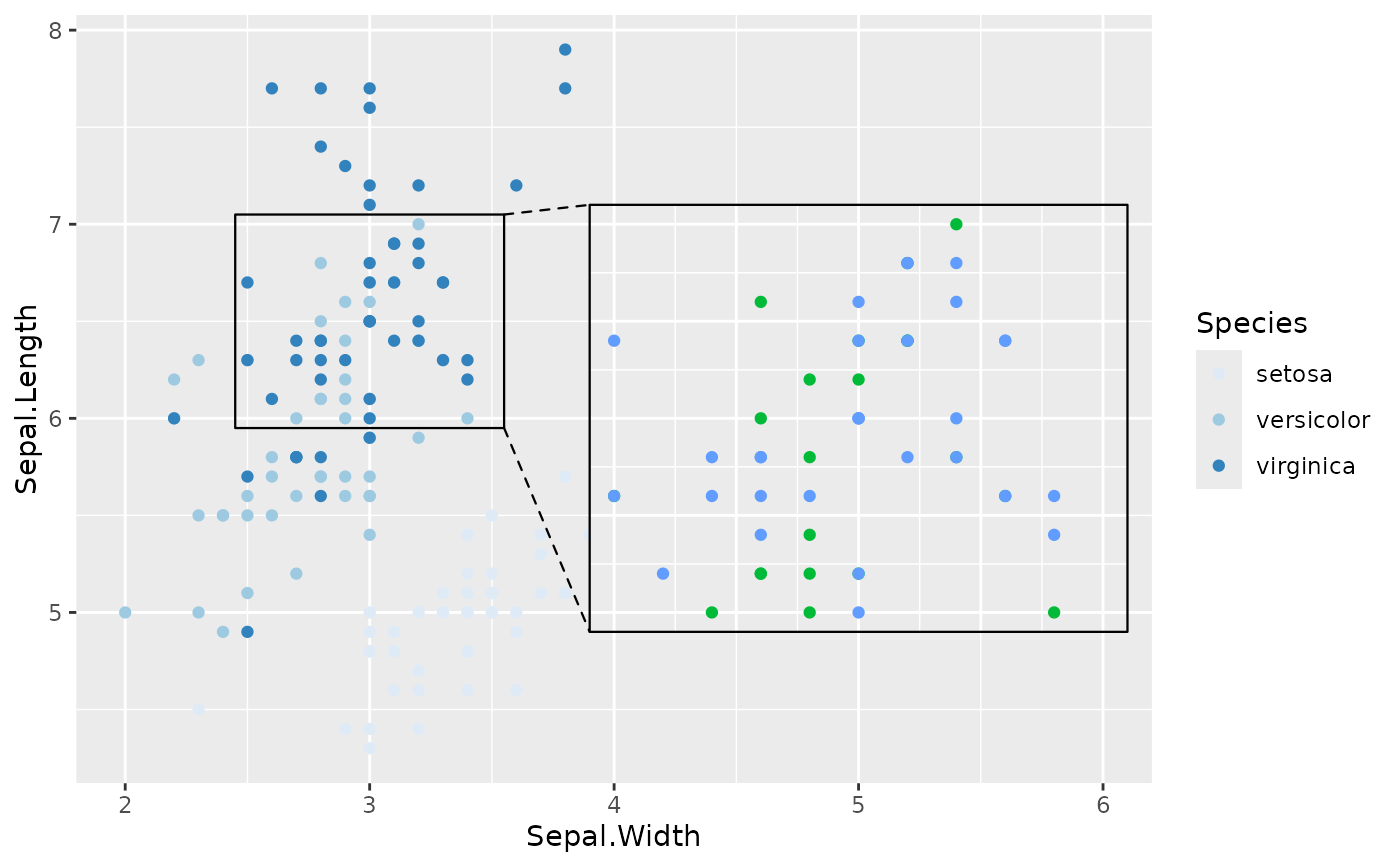 8
7
6
5
Sepal.Length
2 3 4 5 6
Sepal.Width
Species
setosa
versicolor
virginica